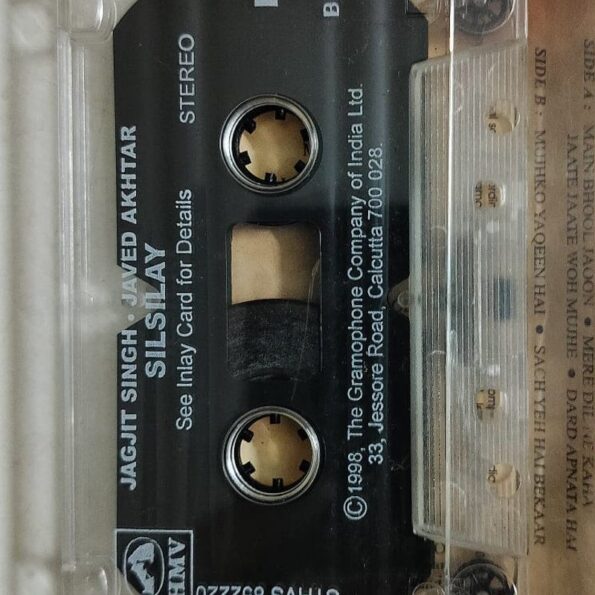 B
STEREO
JAGJIT SINGH • JAVED AKHTAR
SILSILAY
See Inlay Card for Details
HMV
©1998, The Gramophone Company of India Ltd.
33, Jessore Road, Calcutta 700 028.
SIDE A : MAIN BHOOL JAOON • MERE DIL NE KAHA
JAATE JAATE WOH MUJHE • DARD APNATA HAI
SIDE B : MUJHKO YAQEEN HAI • SACH YEH HAI BEKAAR